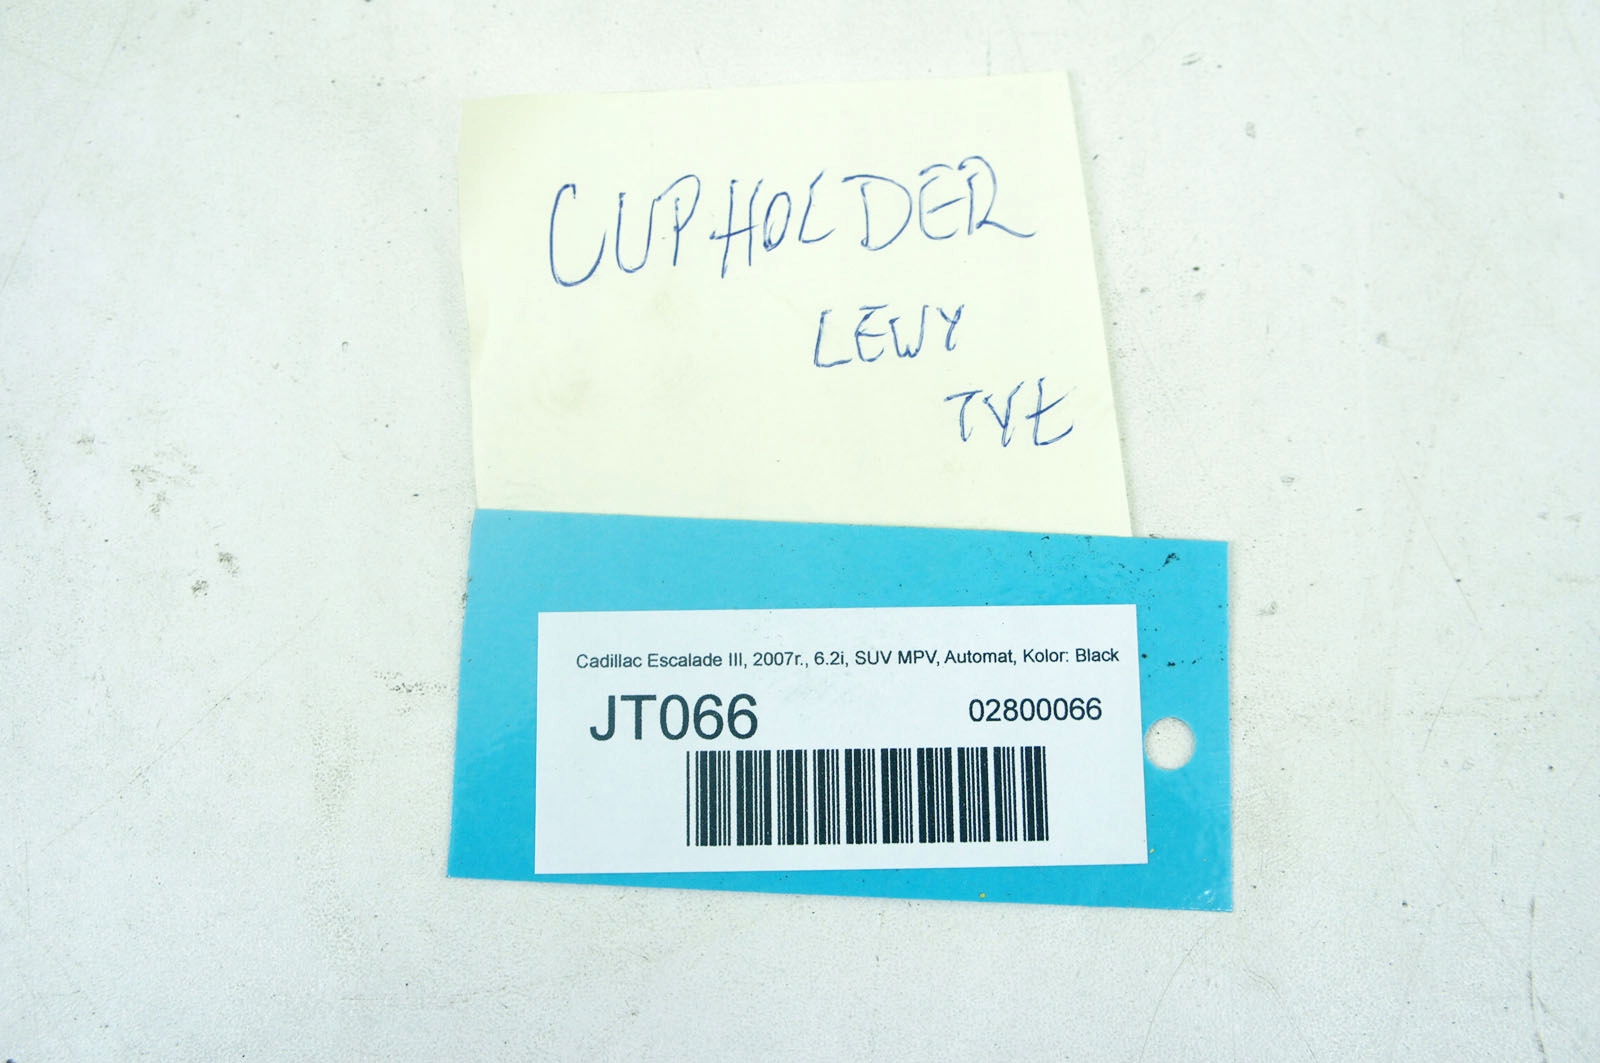 CUPHOLDER
LEWY
TYŁ
Cadillac Escalade III, 2007r., 6.2i, SUV MPV, Automat, Kolor: Black
JT066 02800066